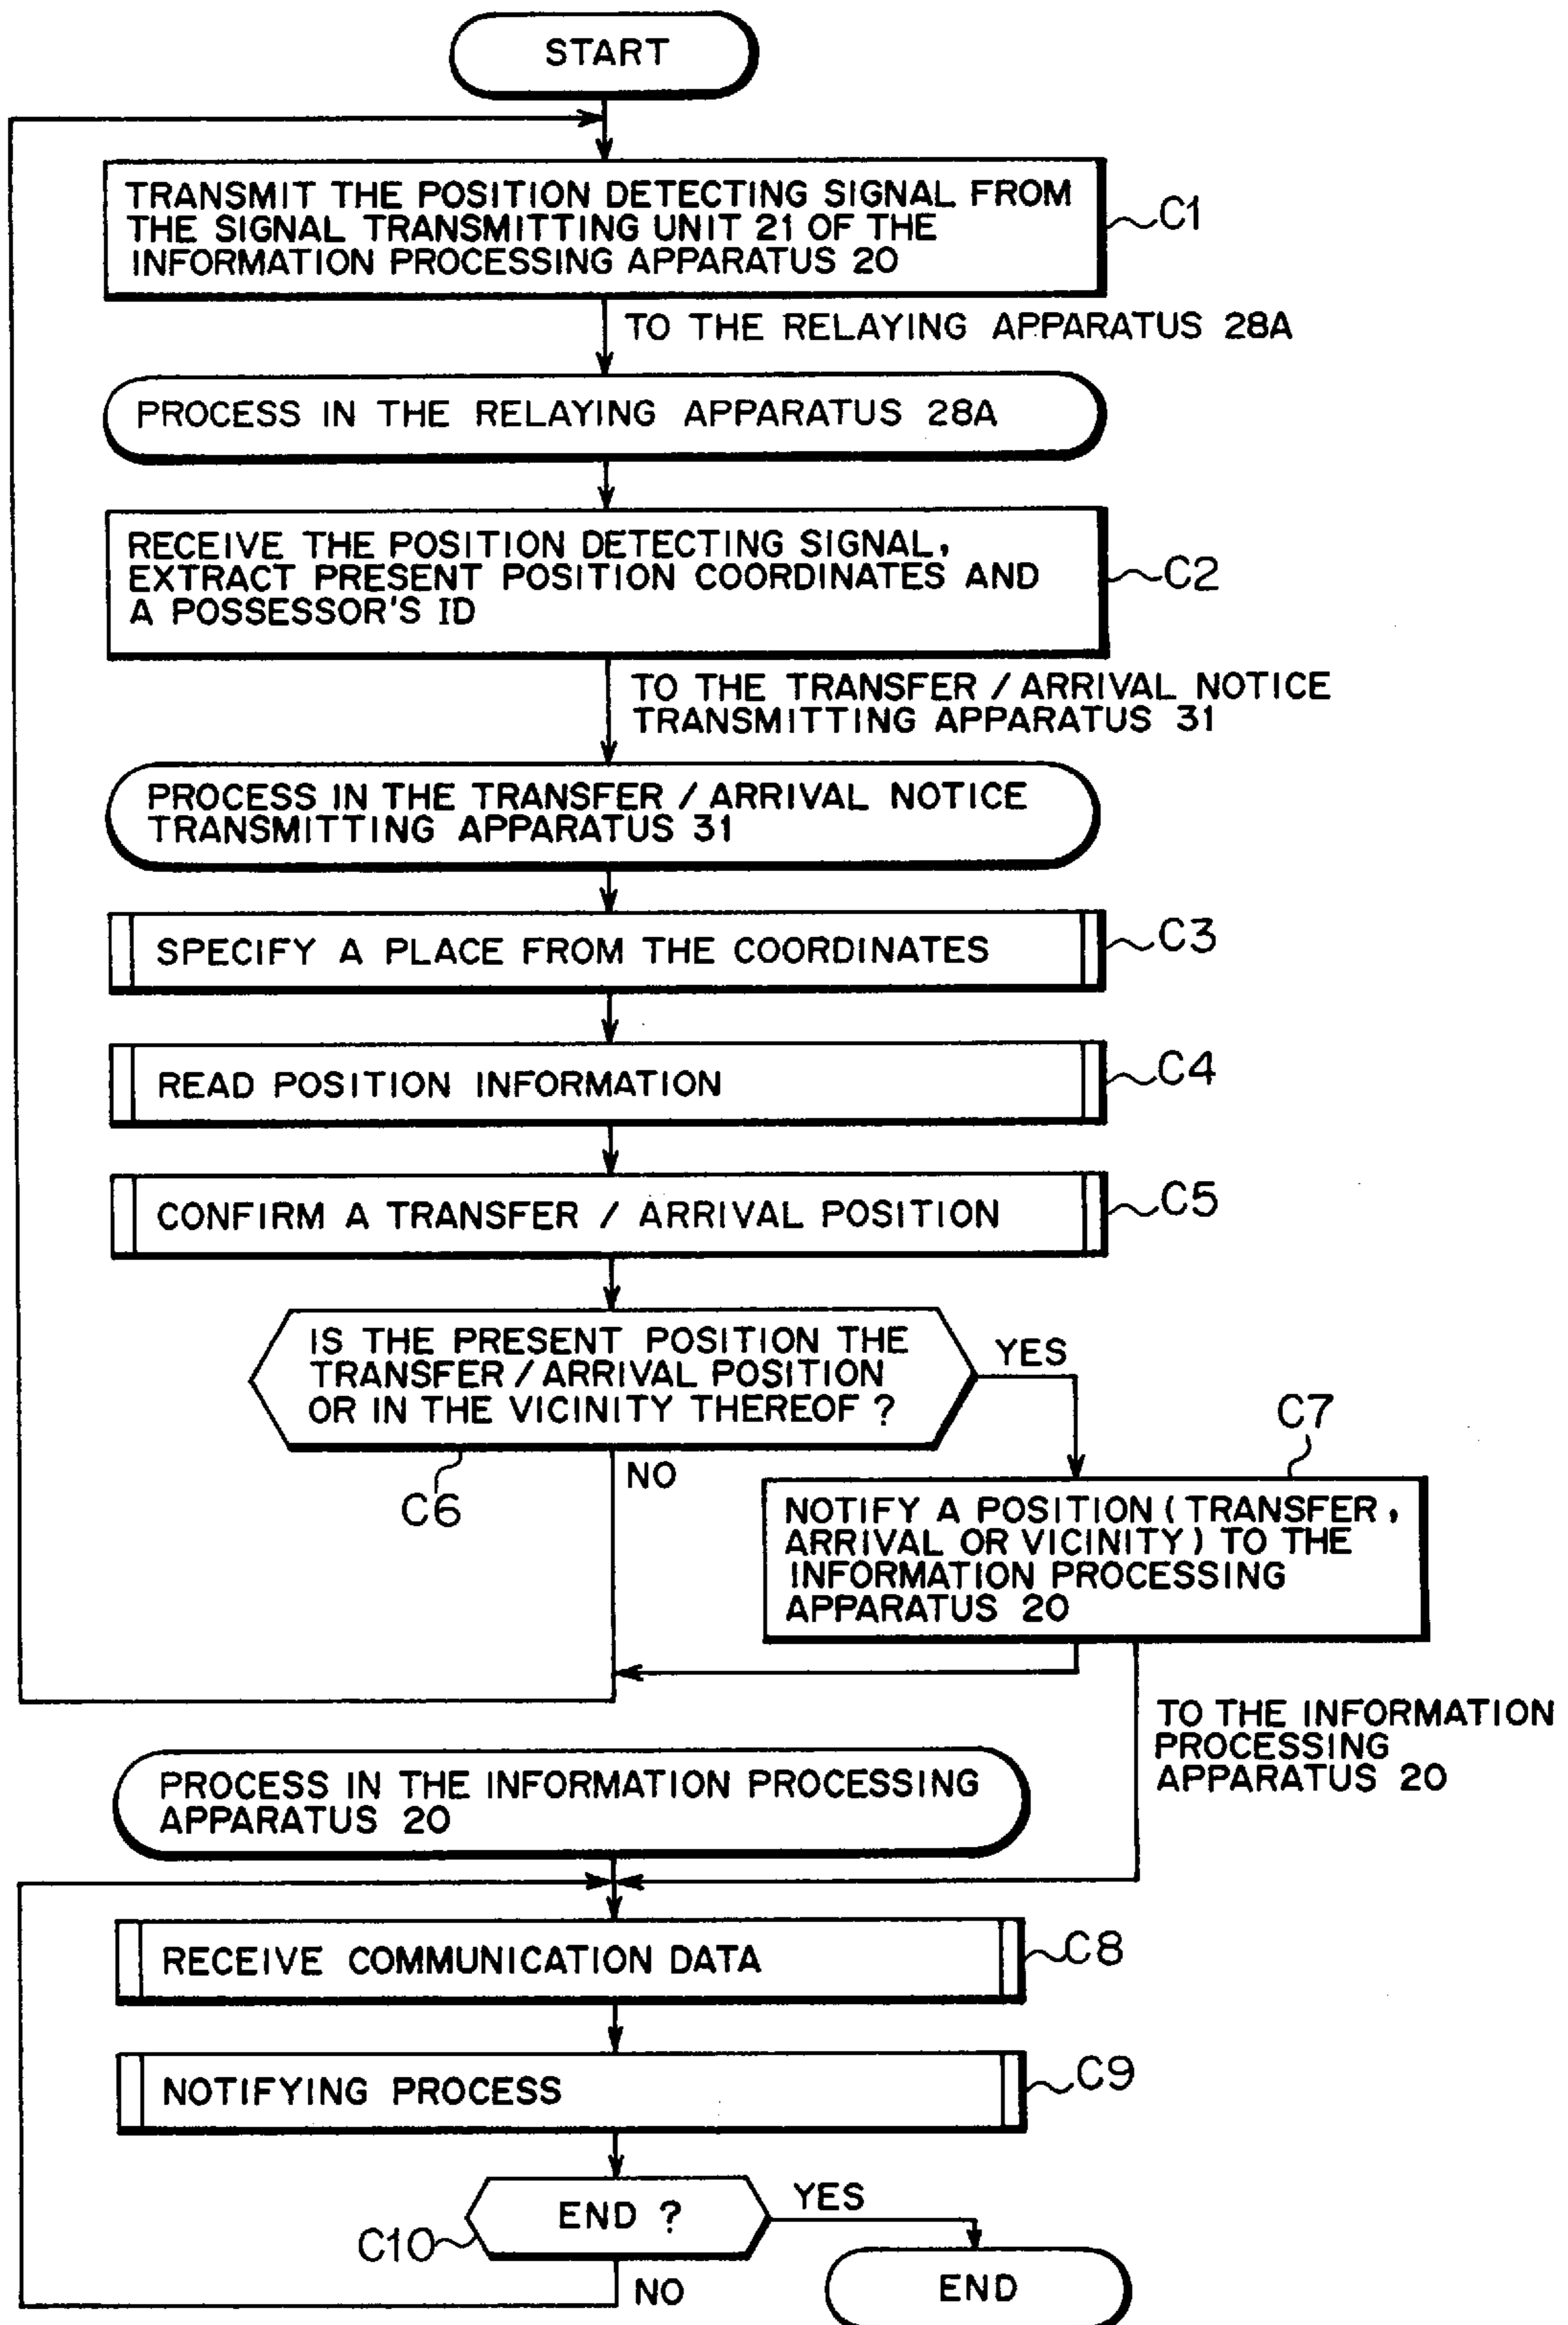 START
TRANSMIT THE POSITION DETECTING SIGNAL FROM
THE SIGNAL TRANSMITTING UNIT 21 OF THE
INFORMATION PROCESSING APPARATUS 20
C1
TO THE RELAYING APPARATUS 28A
PROCESS IN THE RELAYING APPARATUS 28A
RECEIVE THE POSITION DETECTING SIGNAL,
EXTRACT PRESENT POSITION COORDINATES AND
A POSSESSOR'S ID
C2
TO THE TRANSFER / ARRIVAL NOTICE
TRANSMITTING APPARATUS 31
PROCESS IN THE TRANSFER / ARRIVAL NOTICE
TRANSMITTING APPARATUS 31
SPECIFY A PLACE FROM THE COORDINATES
C3
READ POSITION INFORMATION
C4
CONFIRM A TRANSFER / ARRIVAL POSITION
C5
IS THE PRESENT POSITION THE
TRANSFER / ARRIVAL POSITION
OR IN THE VICINITY THEREOF ?
YES
C6
NO
C7
NOTIFY A POSITION ( TRANSFER,
ARRIVAL OR VICINITY ) TO THE
INFORMATION PROCESSING
APPARATUS 20
TO THE INFORMATION
PROCESSING
APPARATUS 20
PROCESS IN THE INFORMATION PROCESSING
APPARATUS 20
RECEIVE COMMUNICATION DATA
C8
NOTIFYING PROCESS
C9
END ?
YES
C10
NO
END